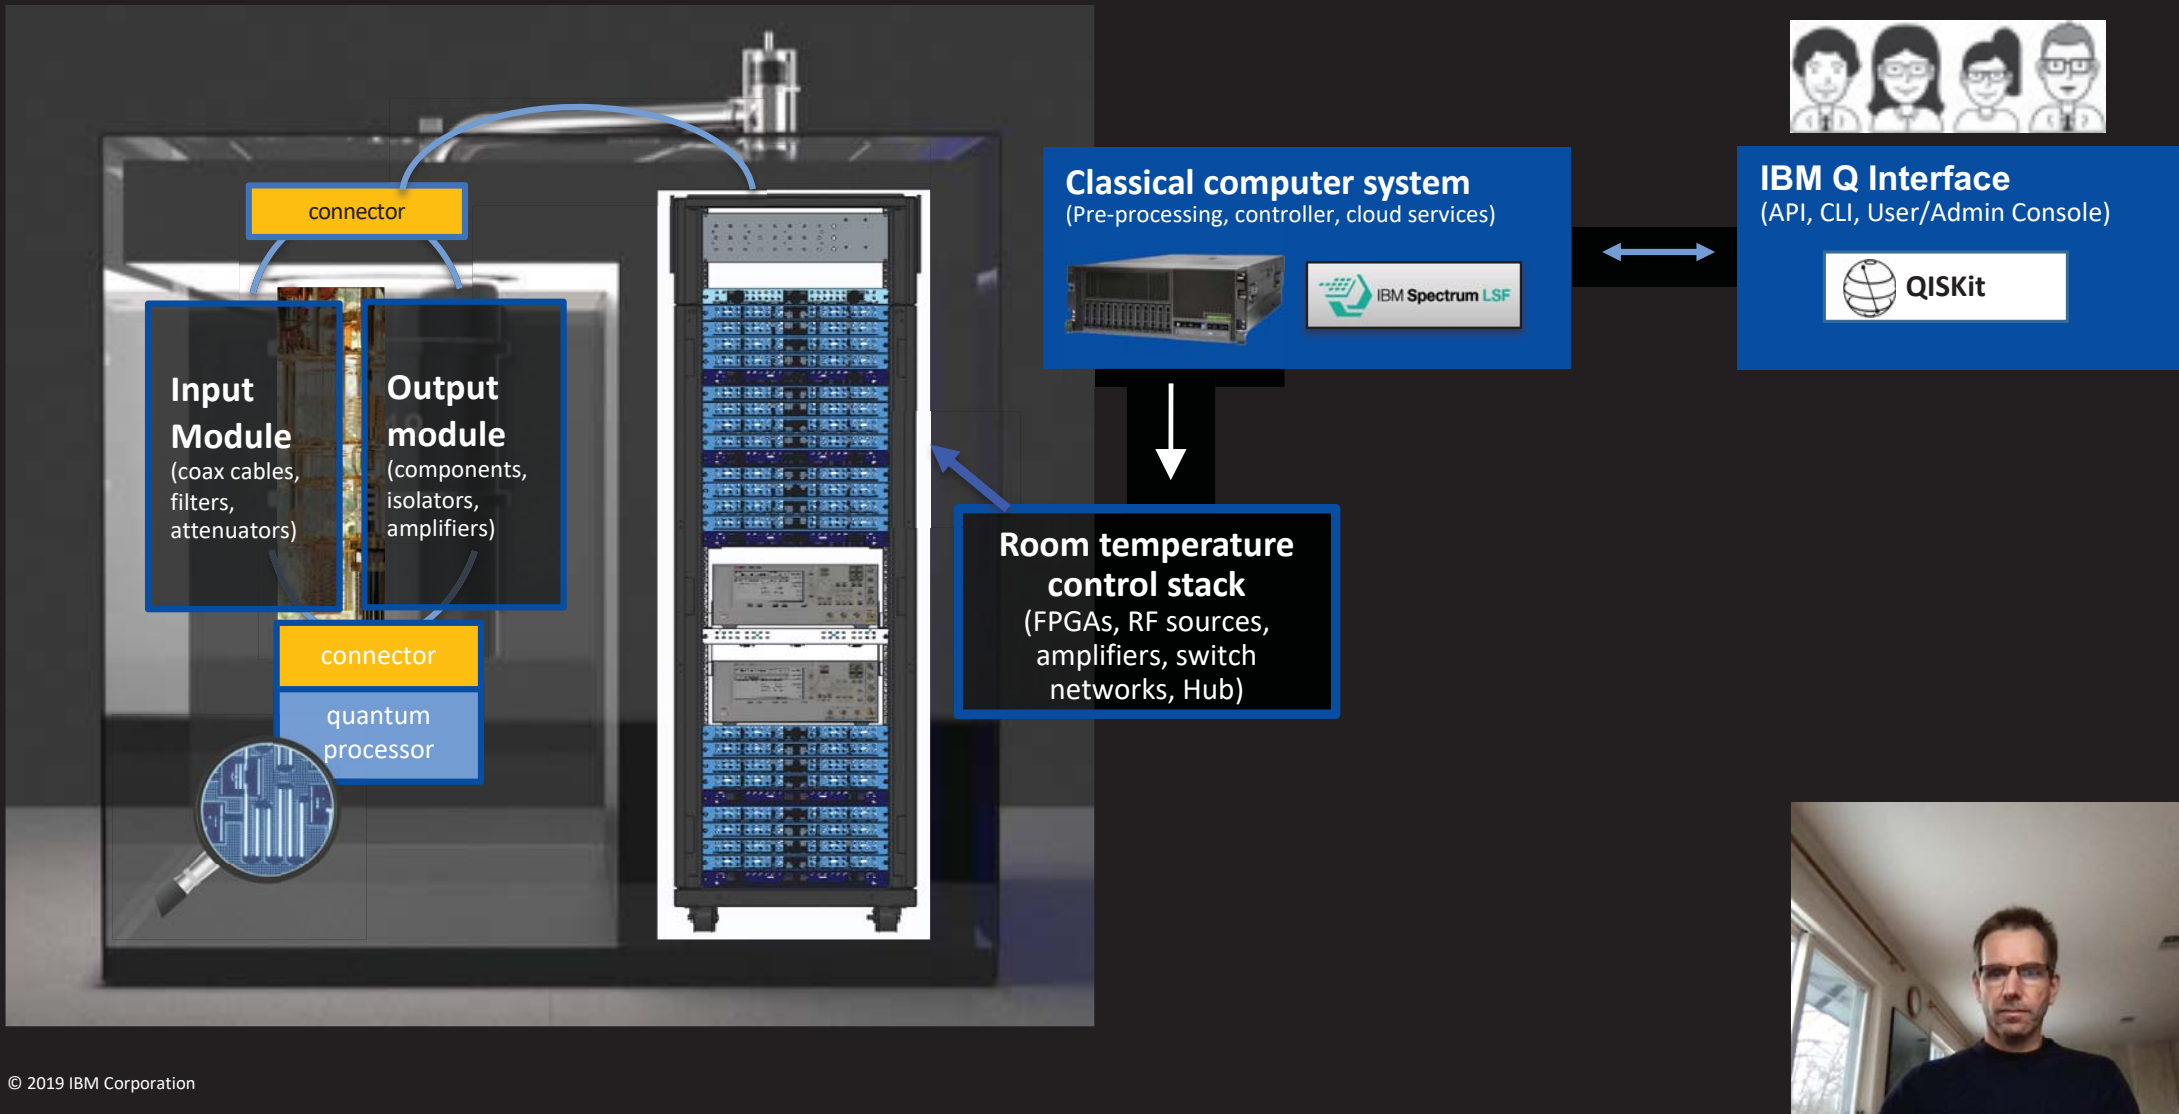 connector
Input
Module
(coax cables,
filters,
attenuators)
Output
module
(components,
isolators,
amplifiers)
connector
quantum
processor
Classical computer system
(Pre-processing, controller, cloud services)
IBM Spectrum LSF
IBM Q Interface
(API, CLI, User/Admin Console)
QISKit
Room temperature
control stack
(FPGAs, RF sources,
amplifiers, switch
networks, Hub)
© 2019 IBM Corporation